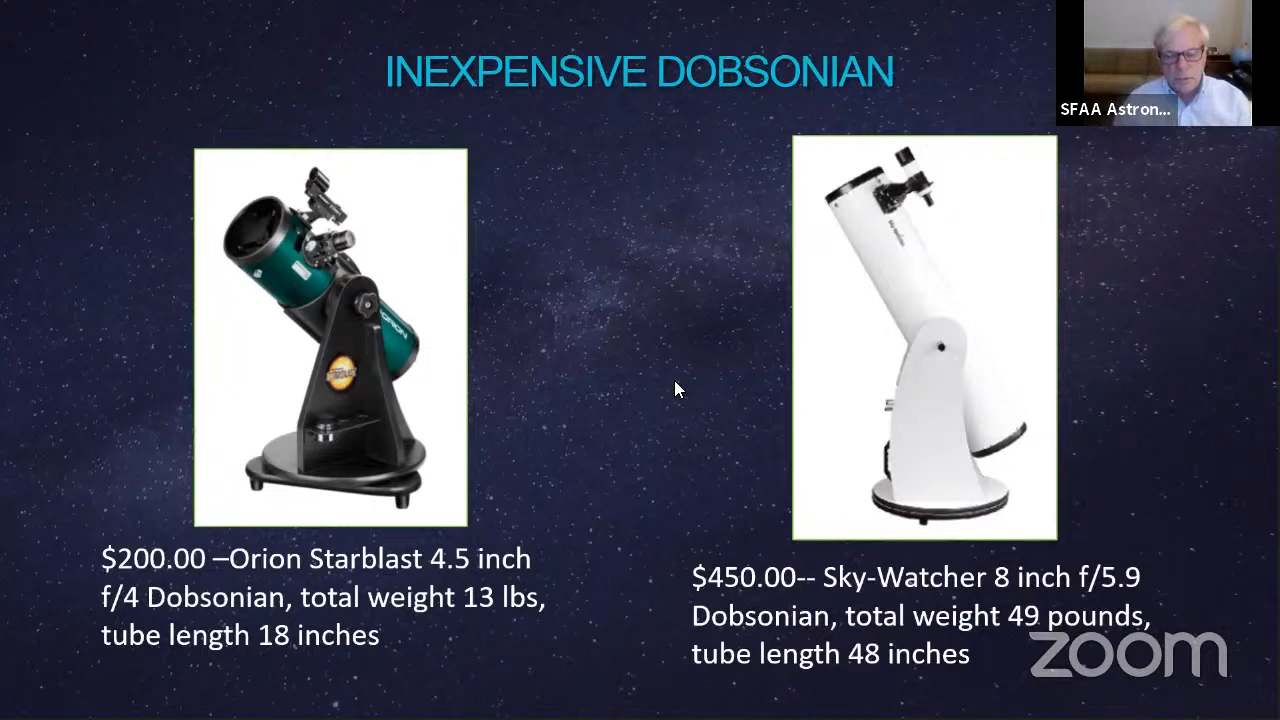 INEXPENSIVE DOBSONIAN
SFAA Astron...
ORION
$200.00 –Orion Starblast 4.5 inch
f/4 Dobsonian, total weight 13 lbs,
tube length 18 inches
$450.00-- Sky-Watcher 8 inch f/5.9
Dobsonian, total weight 49 pounds,
tube length 48 inches
zoom